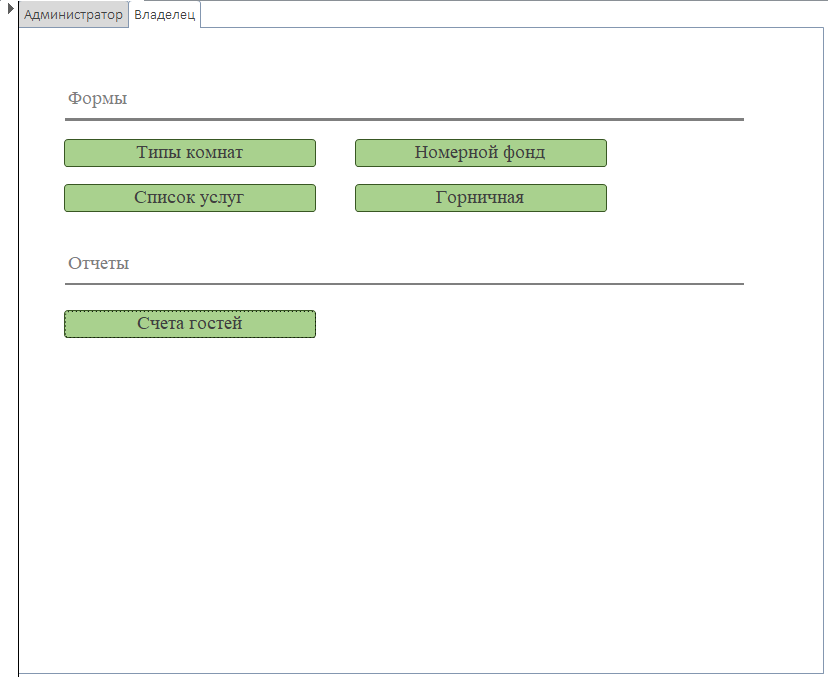 Администратор Владелец
Формы
Типы комнат Номерной фонд
Список услуг Горничная
Отчеты
Счета гостей